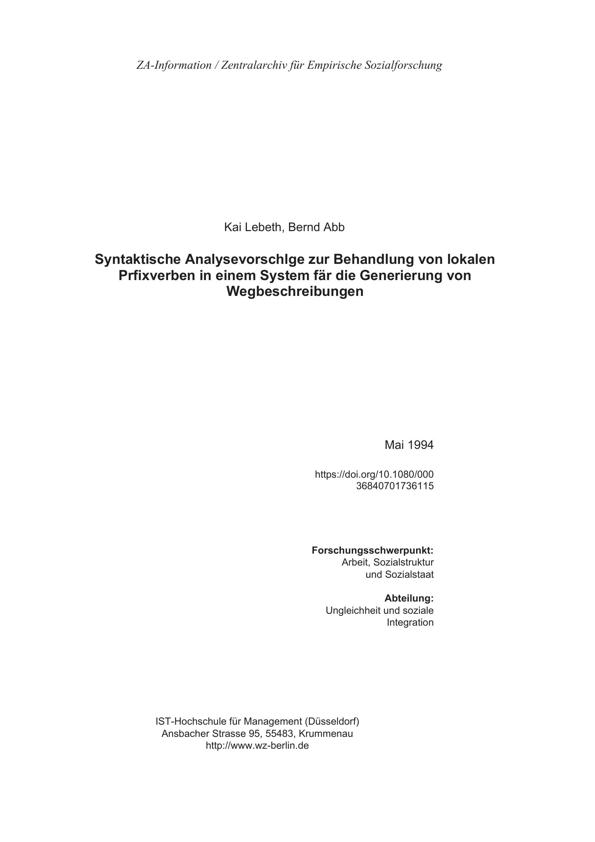 ZA-Information / Zentralarchiv für Empirische Sozialforschung
Kai Lebeth, Bernd Abb
Syntaktische Analysevorschlge zur Behandlung von lokalen
Prfixverben in einem System fär die Generierung von
Wegbeschreibungen
Mai 1994
https://doi.org/10.1080/000
36840701736115
Forschungsschwerpunkt:
Arbeit, Sozialstruktur
und Sozialstaat
Abteilung:
Ungleichheit und soziale
Integration
IST-Hochschule für Management (Düsseldorf)
Ansbacher Strasse 95, 55483, Krummenau
http://www.wz-berlin.de